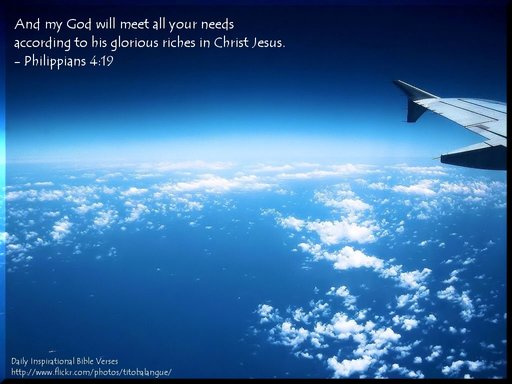 And my God will meet all your needs
according to his glorious riches in Christ Jesus.
- Philippians 4:19
Daily Inspirational Bible Verses
http://www.flickr.com/photos/titohalangue/